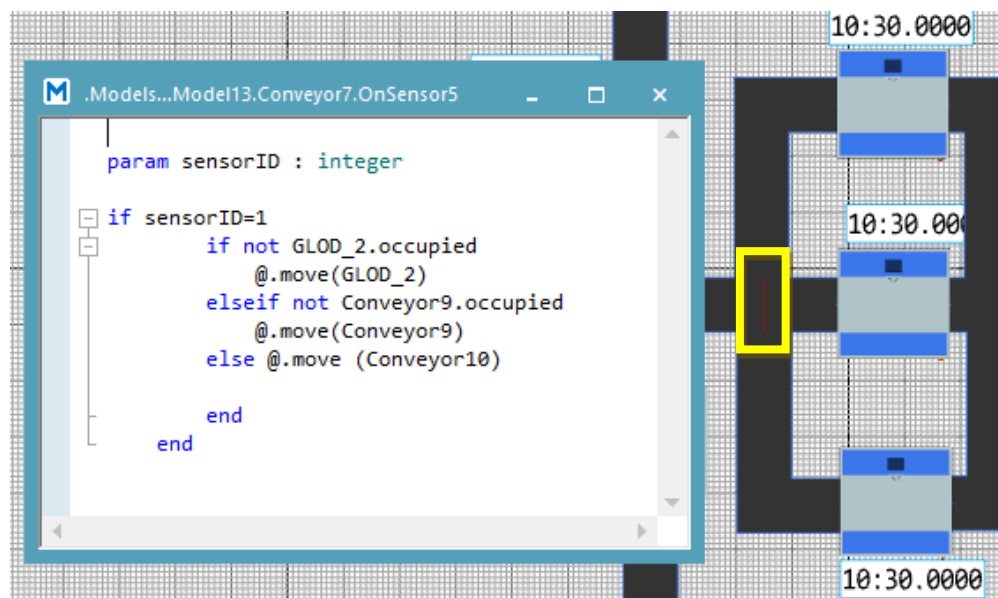 10:30.0000
.Models...Model13.Conveyor7.OnSensor5
param sensorID : integer
if sensorID=1
if not GLOD_2.occupied
@.move(GLOD_2)
elseif not Conveyor9.occupied
@.move(Conveyor9)
else @.move (Conveyor10)
end
end
10:30.00
10:30.0000